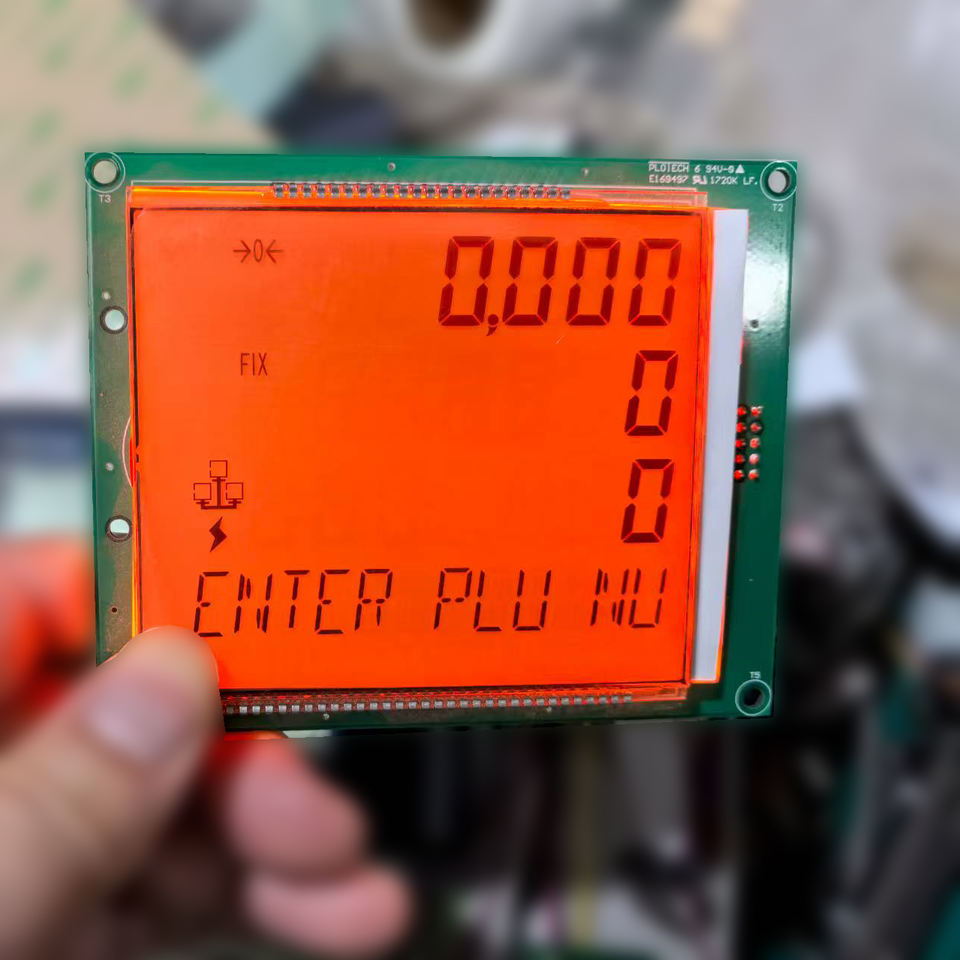 PLOTECH 6 94V-0
E169497 1720K LF.
T3
T2
→0← 0,000
FIX 0
0
ENTER PLU NU
T5